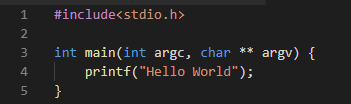 1 #include<stdio.h>
2
3 int main(int argc, char ** argv) {
4     printf("Hello World");
5 }